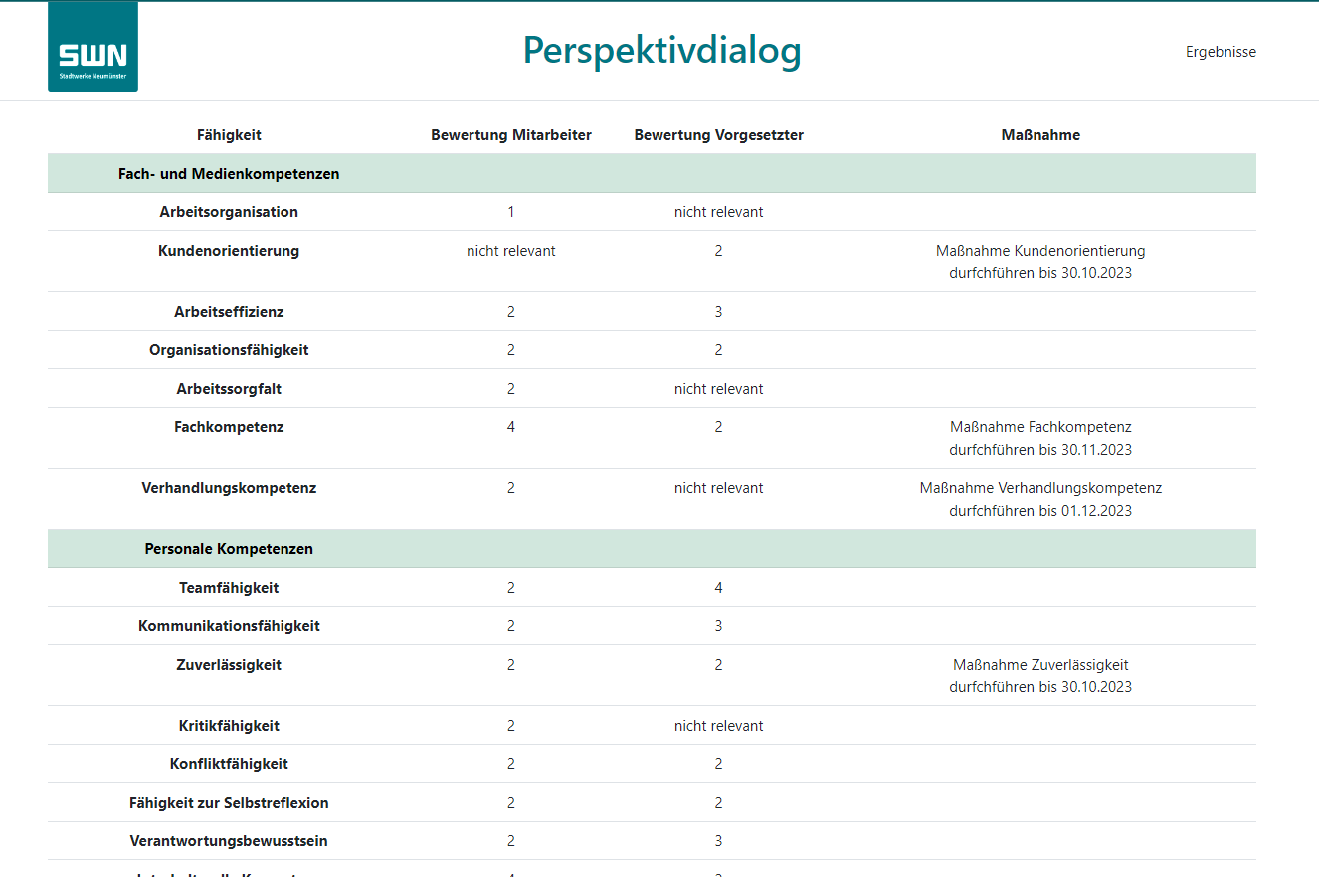 SWN
Stadtwerke Neumünster
Perspektivdialog
Ergebnisse
Fähigkeit Bewertung Mitarbeiter Bewertung Vorgesetzter Maßnahme
Fach- und Medienkompetenzen
Arbeitsorganisation 1 nicht relevant
Kundenorientierung nicht relevant 2 Maßnahme Kundenorientierung
durfchführen bis 30.10.2023
Arbeitseffizienz 2 3
Organisationsfähigkeit 2 2
Arbeitssorgfalt 2 nicht relevant
Fachkompetenz 4 2 Maßnahme Fachkompetenz
durfchführen bis 30.11.2023
Verhandlungskompetenz 2 nicht relevant Maßnahme Verhandlungskompetenz
durfchführen bis 01.12.2023
Personale Kompetenzen
Teamfähigkeit 2 4
Kommunikationsfähigkeit 2 3
Zuverlässigkeit 2 2 Maßnahme Zuverlässigkeit
durfchführen bis 30.10.2023
Kritikfähigkeit 2 nicht relevant
Konfliktfähigkeit 2 2
Fähigkeit zur Selbstreflexion 2 2
Verantwortungsbewusstsein 2 3